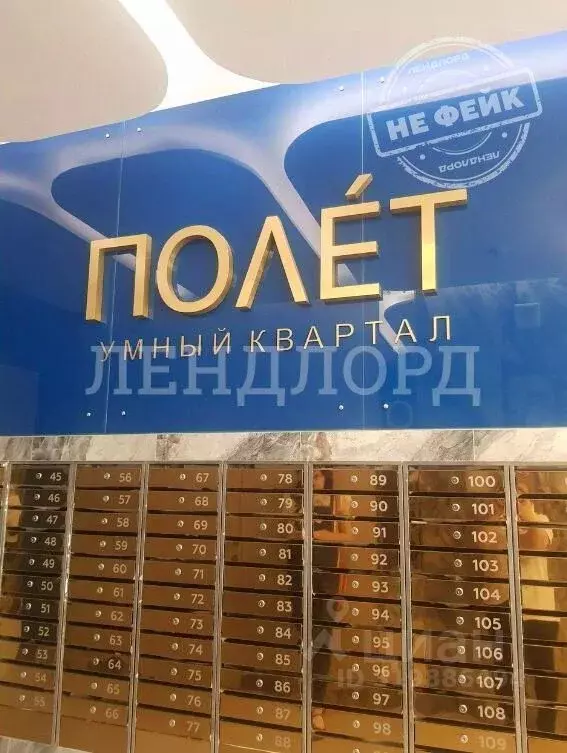 ЛЕНДЛОРД
НЕ ФЕЙК
ЛЕНДЛОРД
ПОЛЁТ
УМНЫЙ КВАРТАЛ
ЛЕНДЛОРД
45 56 67 78 89 100
46 57 68 79 90 101
47 58 69 80 91 102
48 59 70 81 92 103
49 60 71 82 93 104
50 61 72 83 94 105
51 62 73 84 95 106
52 63 74 85 96 107
53 64 75 86 97 108
54 65 76 87 98 109
55 66 77 88
циан